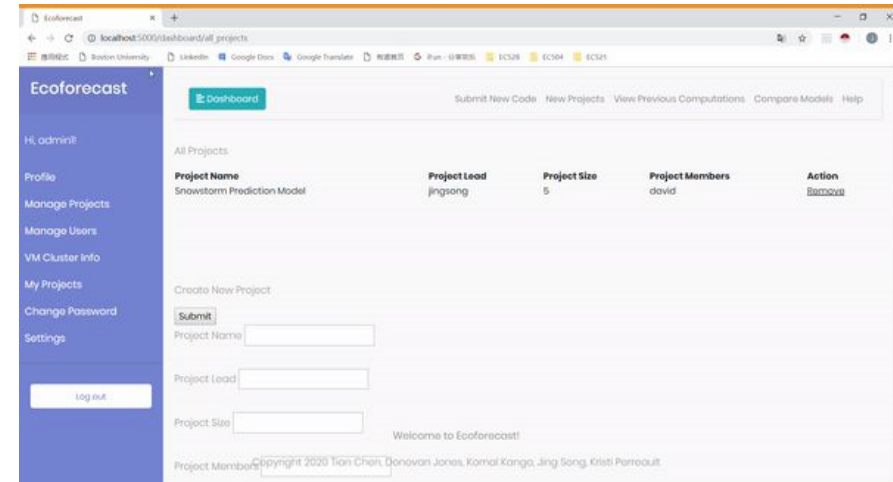 Ecoforecast
localhost:5000/dashboard/all_projects
Boston University LinkedIn Google Docs Google Translate EC528 EC504 EC521
Ecoforecast
Dashboard
Submit New Code New Projects View Previous Computations Compare Models Help
Hi, admin1!
All Projects
Profile
Manage Projects
Manage Users
VM Cluster Info
My Projects
Change Password
Settings
Log out
Project Name Project Lead Project Size Project Members Action
Snowstorm Prediction Model jingsong 5 david Remove
Create New Project
Submit
Project Name
Project Lead
Project Size
Welcome to Ecoforecast!
Project Members
Copyright 2020 Tian Chen, Donovan Jones, Komal Kango, Jing Song, Kristi Perreault